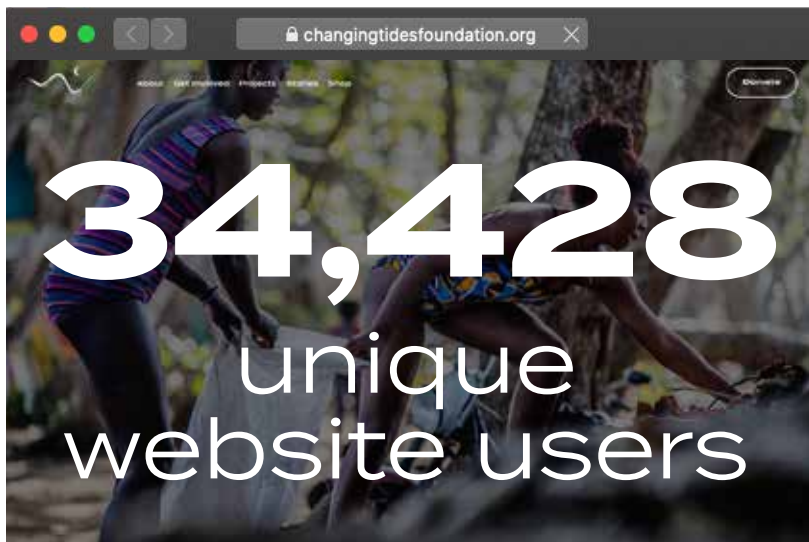 changingtidesfoundation.org
About Get Involved Projects Stories Shop
Donate
34,428
unique
website users